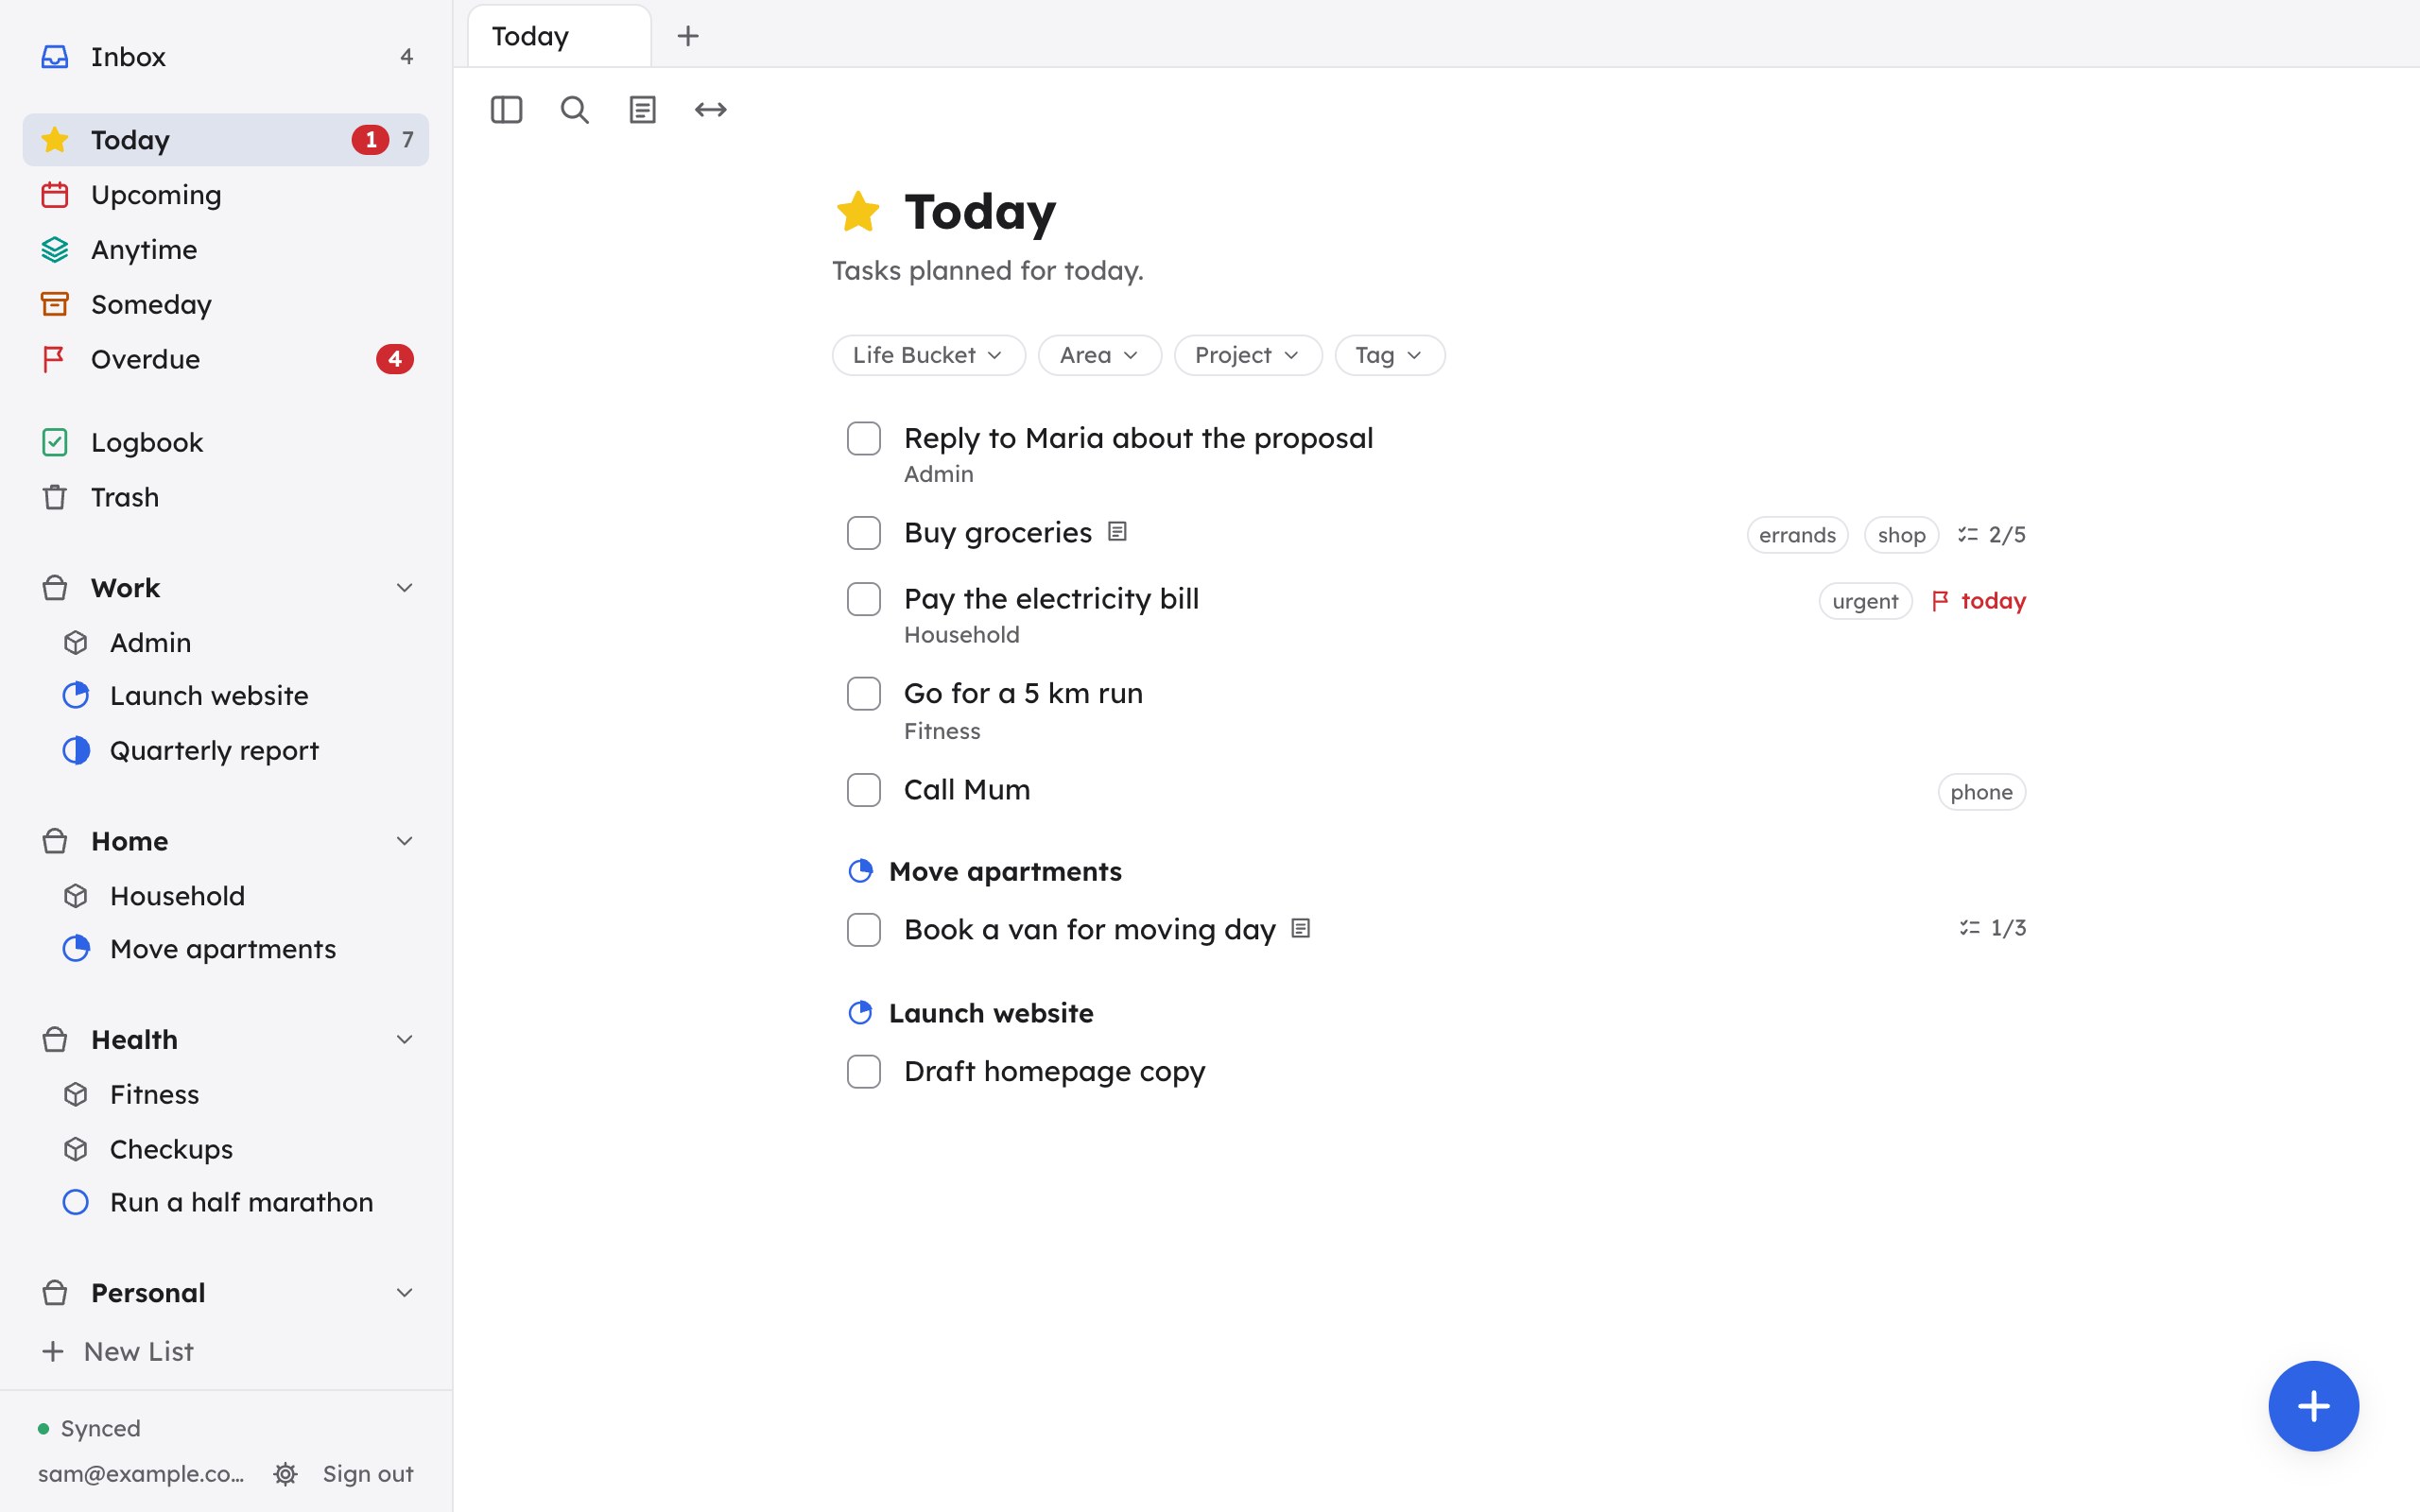 Inbox 4
Today 1 7
Upcoming
Anytime
Someday
Overdue 4
Logbook
Trash
Work
Admin
Launch website
Quarterly report
Home
Household
Move apartments
Health
Fitness
Checkups
Run a half marathon
Personal
New List
Synced
sam@example.co... Sign out
Today
Today
Tasks planned for today.
Life Bucket Area Project Tag
Reply to Maria about the proposal
Admin
Buy groceries errands shop 2/5
Pay the electricity bill urgent today
Household
Go for a 5 km run
Fitness
Call Mum phone
Move apartments
Book a van for moving day 1/3
Launch website
Draft homepage copy